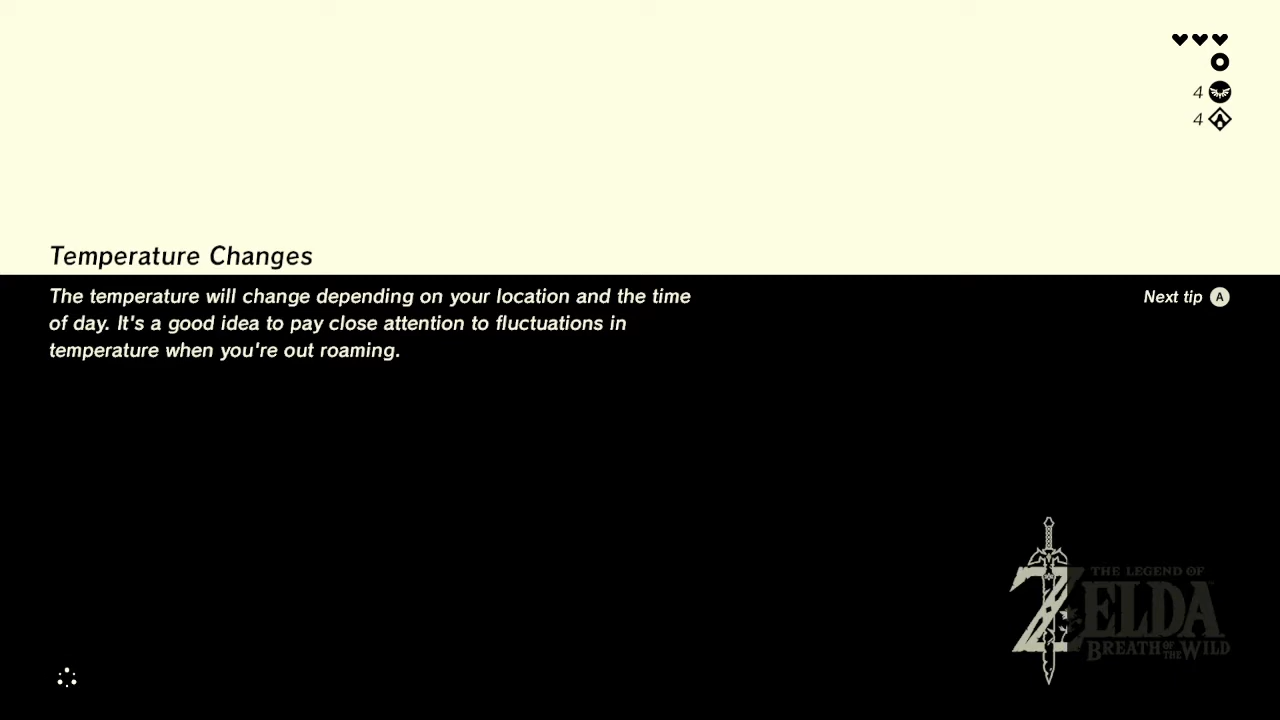 4
4
Temperature Changes
The temperature will change depending on your location and the time
of day. It's a good idea to pay close attention to fluctuations in
temperature when you're out roaming.
Next tip A
THE LEGEND OF
ZELDA
BREATH OF THE WILD